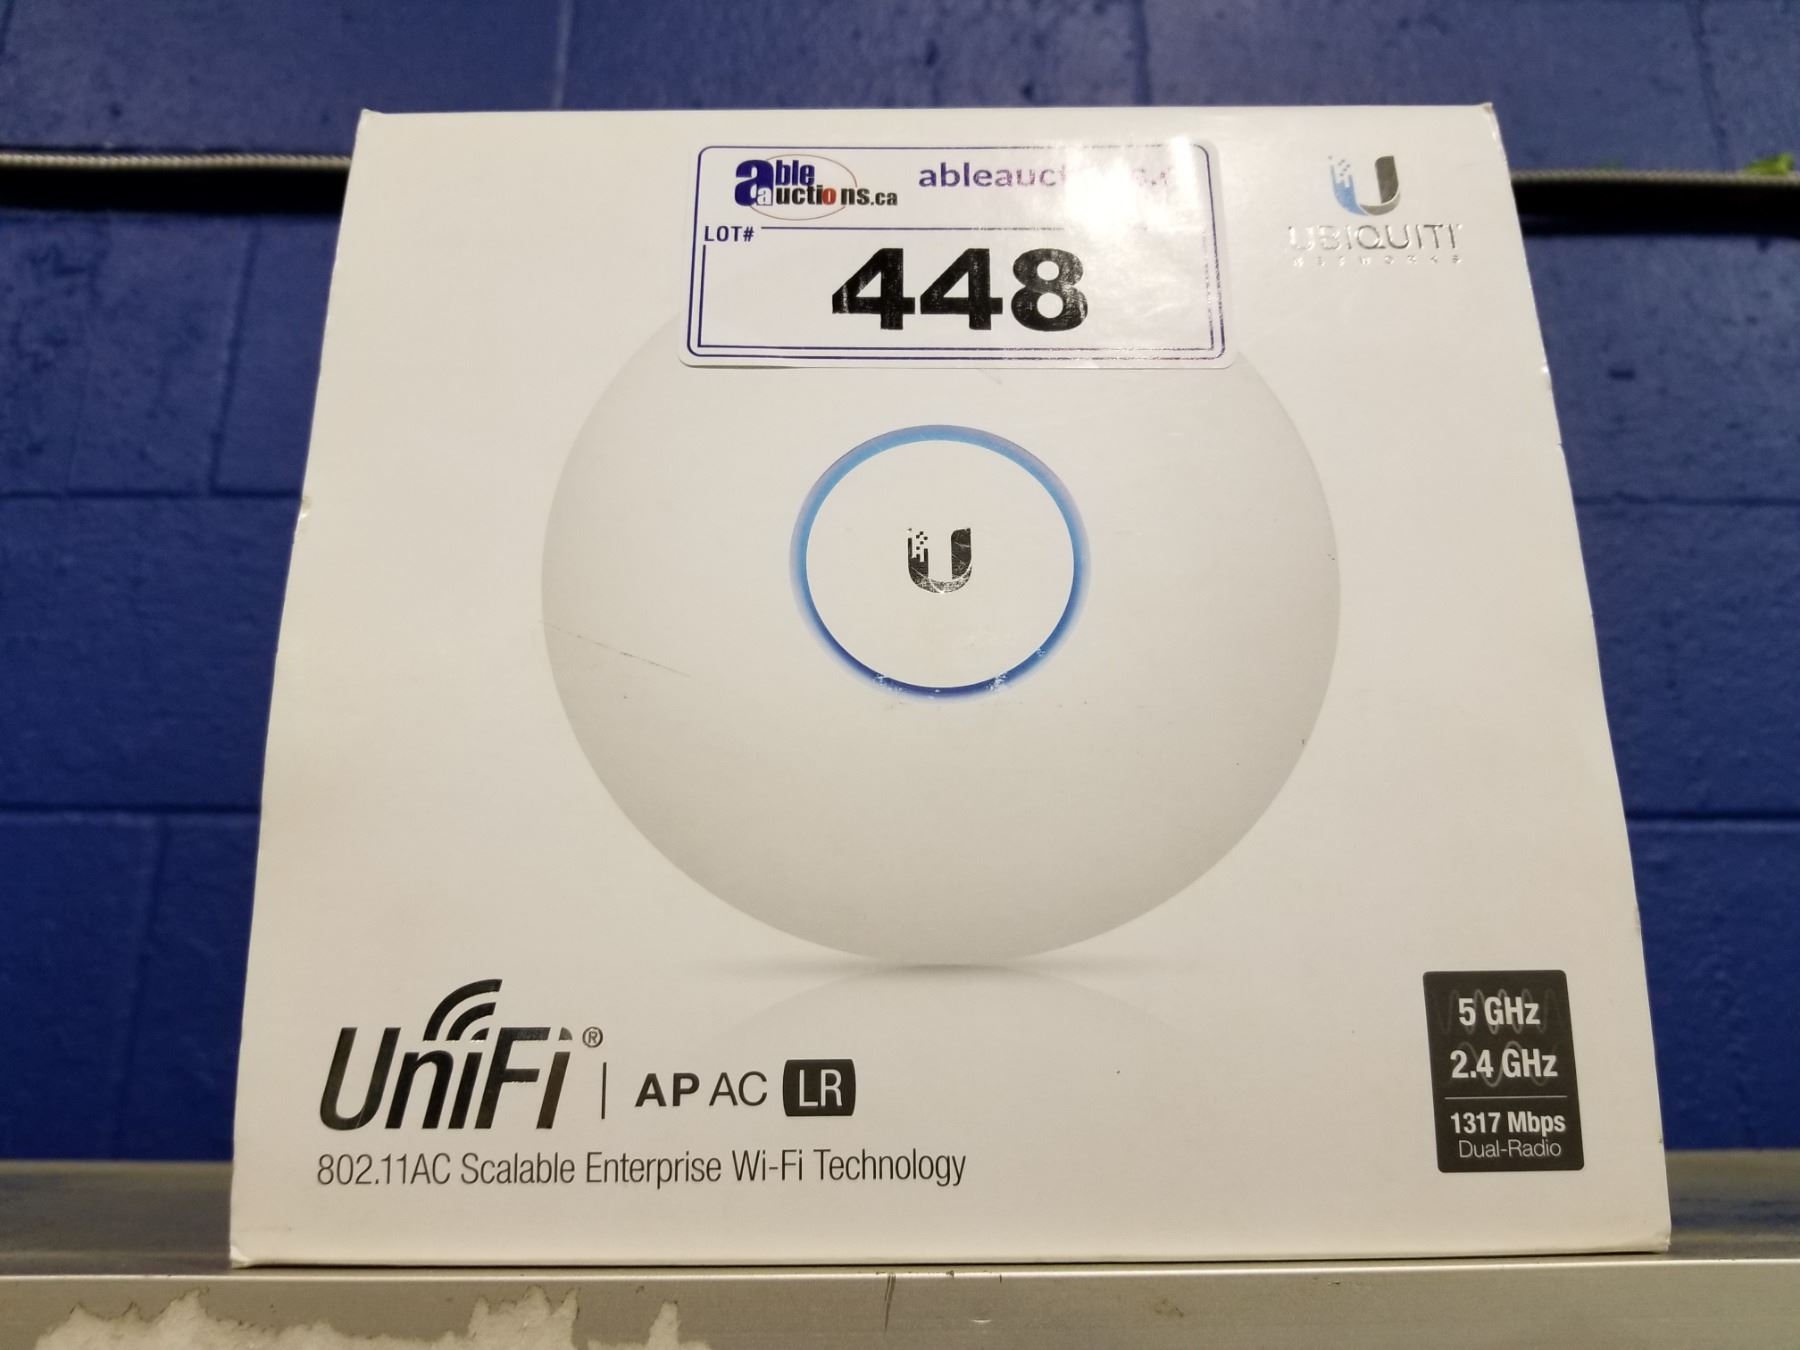 able auctions.ca
LOT#
448
UBIQUITI
NETWORKS
UniFi® | AP AC LR
802.11AC Scalable Enterprise Wi-Fi Technology
5 GHz
2.4 GHz
1317 Mbps
Dual-Radio